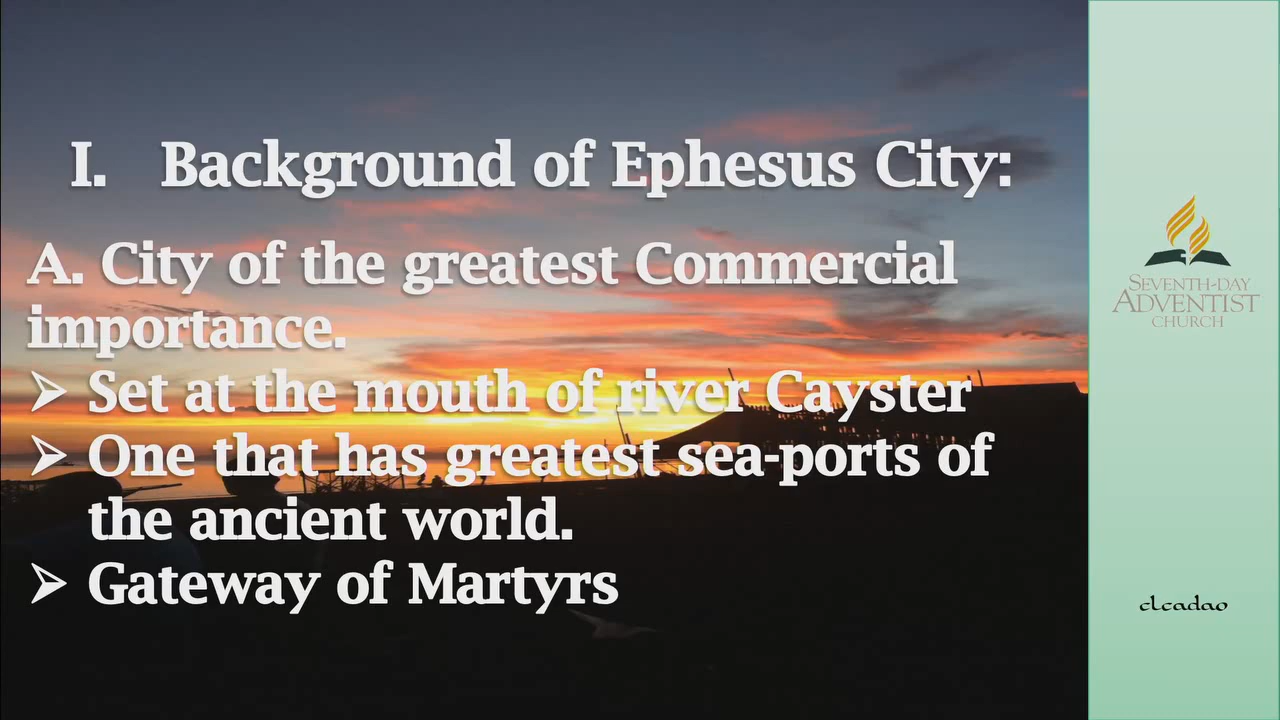 I. Background of Ephesus City:
A. City of the greatest Commercial
importance.
➢ Set at the mouth of river Cayster
➢ One that has greatest sea-ports of
the ancient world.
➢ Gateway of Martyrs
SEVENTH-DAY
ADVENTIST
CHURCH
clcadao